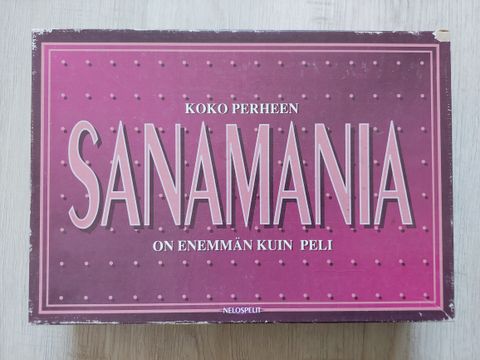 KOKO PERHEEN
SANAMANIA
ON ENEMMÄN KUIN PELI
NELOSPELIT